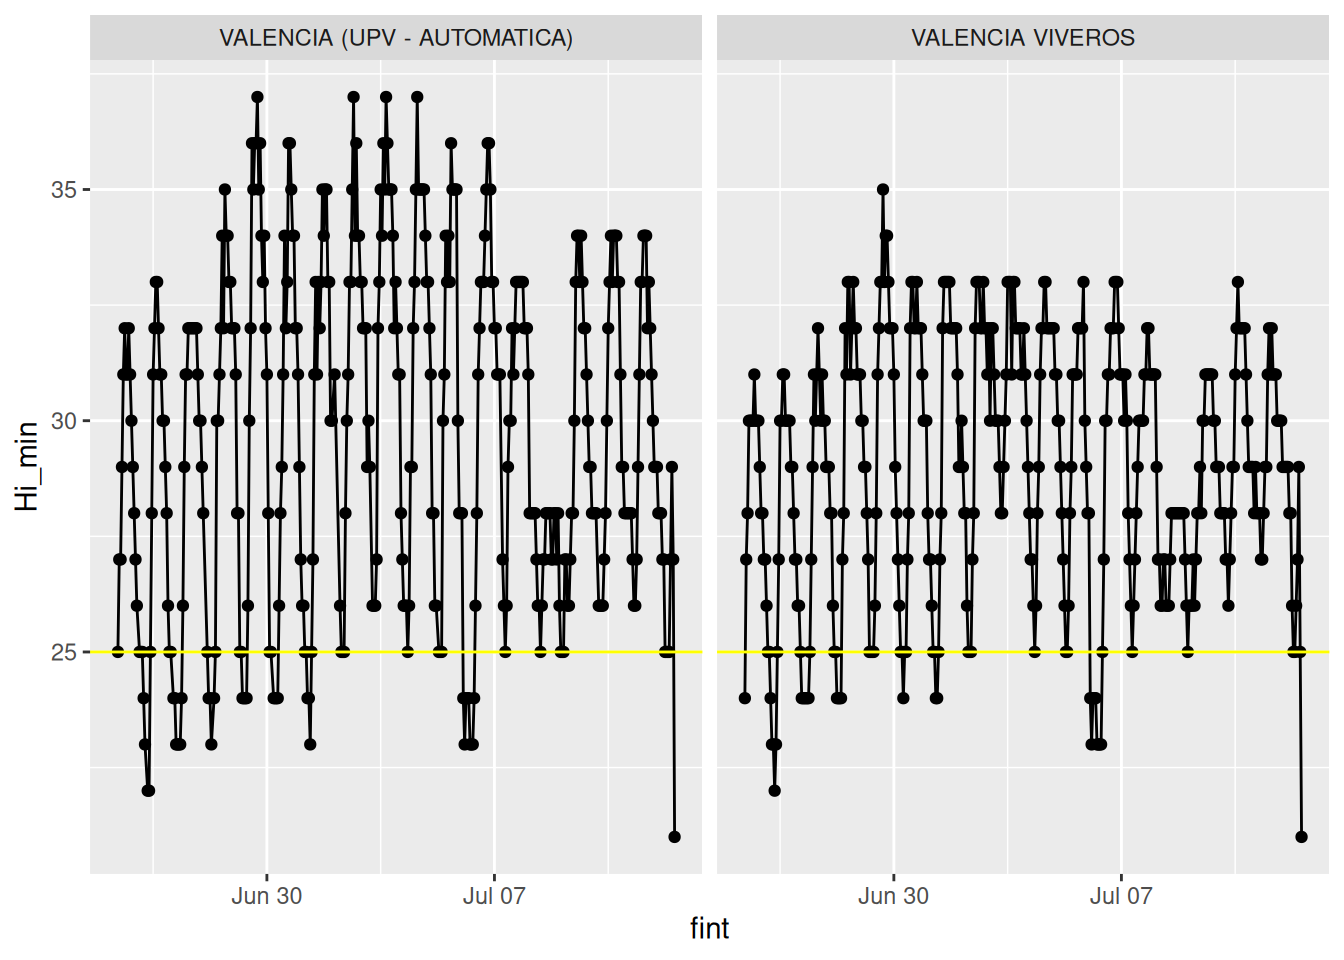 VALENCIA (UPV - AUTOMATICA)
VALENCIA VIVEROS
35
30
25
Hi_min
Jun 30
Jul 07
Jun 30
Jul 07
fint